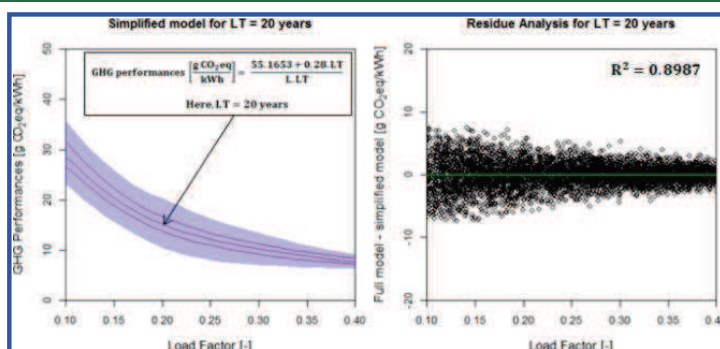 Simplified model for LT = 20 years
GHG Performances [g CO2eq/kWh]
50
40
30
20
10
0
GHG performances [g CO2eq/kWh] = 55.1653 + 0.28.LT / L.LT
Here, LT = 20 years
0.10 0.15 0.20 0.25 0.30 0.35 0.40
Load Factor [-]
Residue Analysis for LT = 20 years
Full model - simplified model [g CO2eq/kWh]
20
10
0
-10
-20
R² = 0.8987
0.10 0.15 0.20 0.25 0.30 0.35 0.40
Load Factor [-]